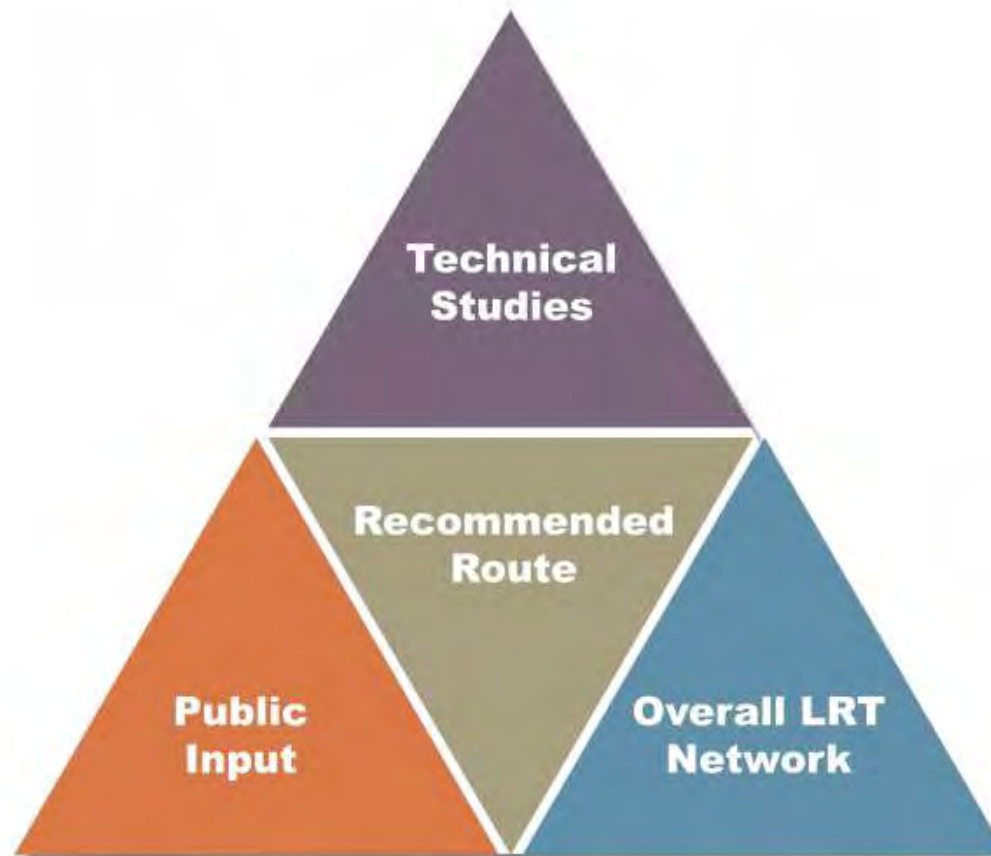 Technical
Studies
Recommended
Route
Public
Input
Overall LRT
Network